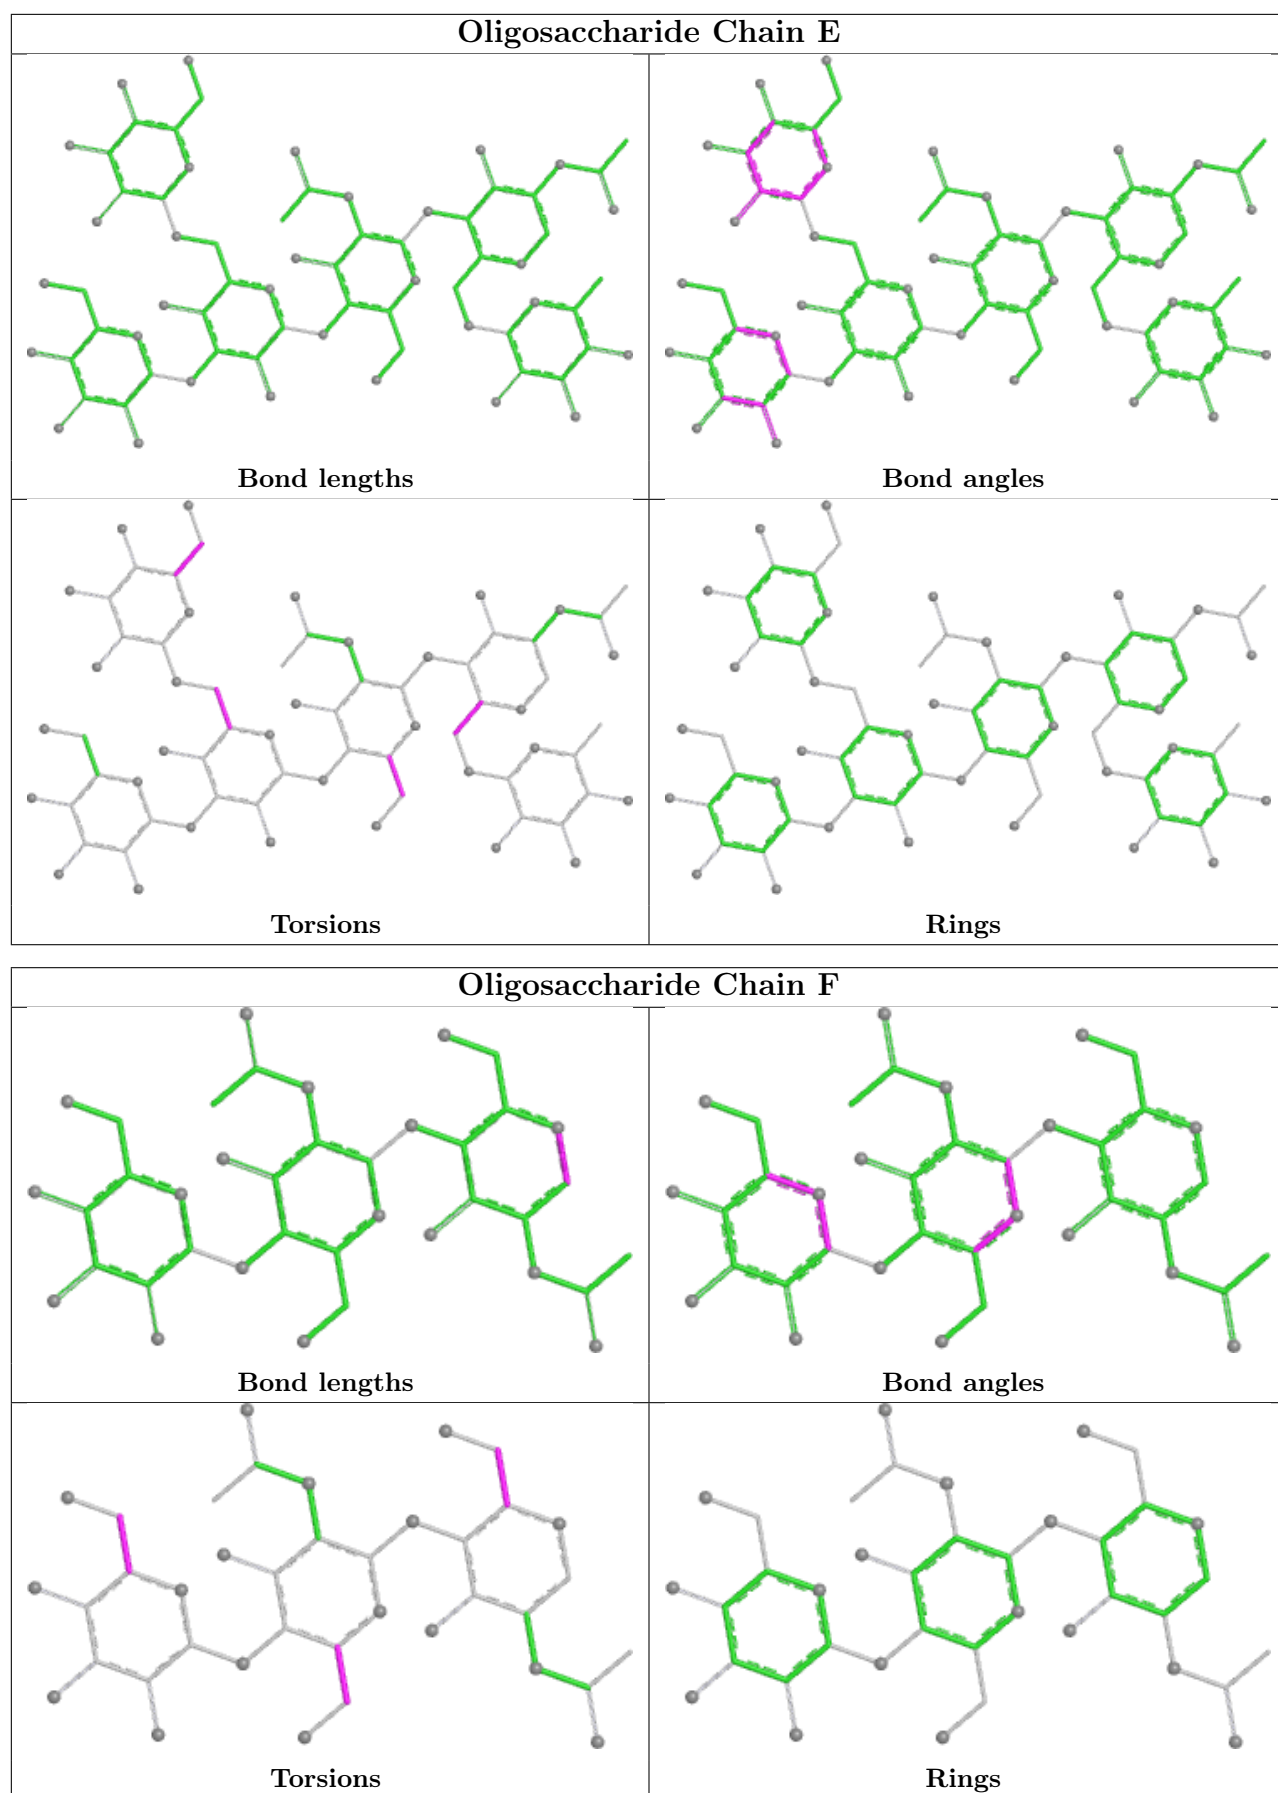 Oligosaccharide Chain E
Bond lengths
Bond angles
Torsions
Rings
Oligosaccharide Chain F
Bond lengths
Bond angles
Torsions
Rings